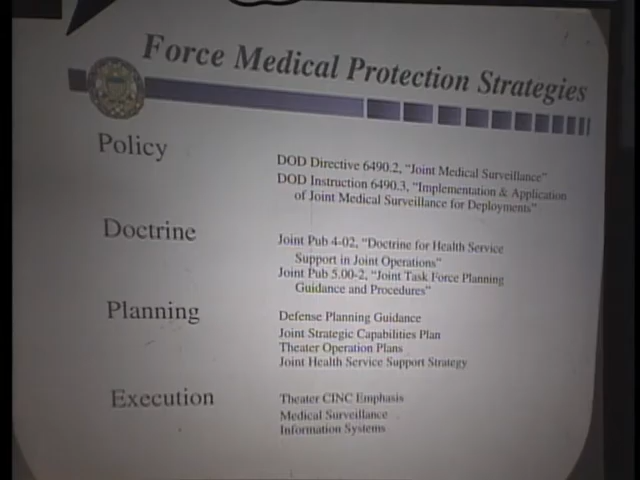 Force Medical Protection Strategies
Policy
DOD Directive 6490.2, "Joint Medical Surveillance"
DOD Instruction 6490.3, "Implementation & Application
of Joint Medical Surveillance for Deployments"
Doctrine
Joint Pub 4-02, "Doctrine for Health Service
Support in Joint Operations"
Joint Pub 5.00-2, "Joint Task Force Planning
Guidance and Procedures"
Planning
Defense Planning Guidance
Joint Strategic Capabilities Plan
Theater Operation Plans
Joint Health Service Support Strategy
Execution
Theater CINC Emphasis
Medical Surveillance
Information Systems